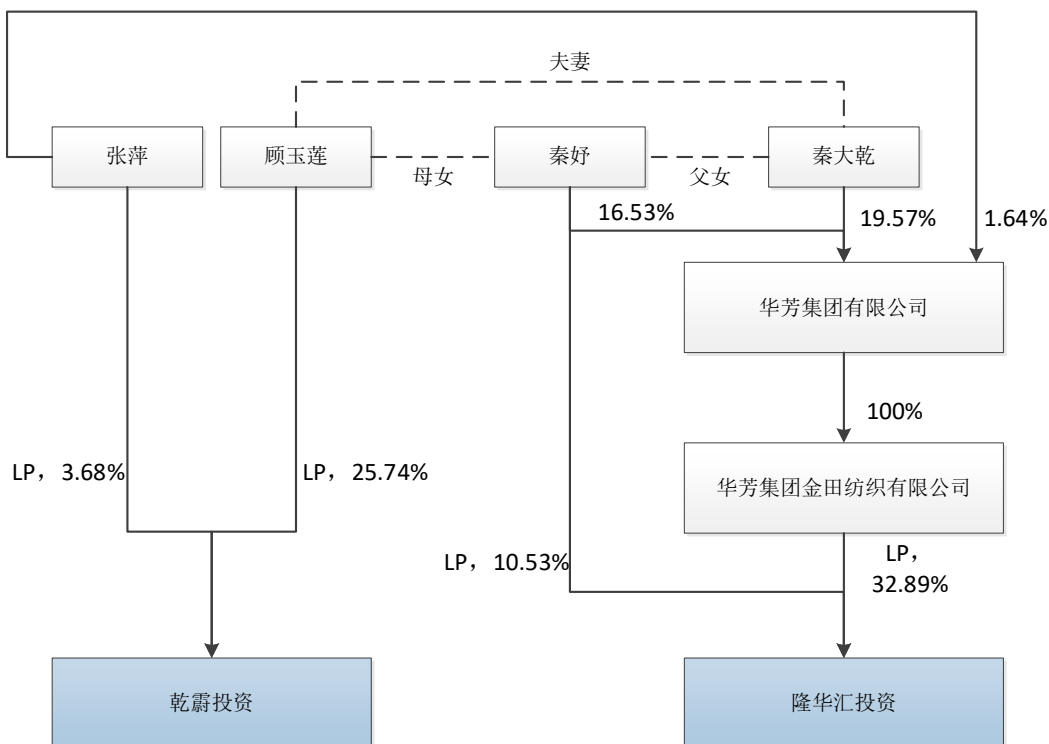 夫妻
张萍
顾玉莲
秦妤
秦大乾
母女
父女
16.53%
19.57%
1.64%
华芳集团有限公司
100%
华芳集团金田纺织有限公司
LP，3.68%
LP，25.74%
LP，10.53%
LP，
32.89%
乾霨投资
隆华汇投资